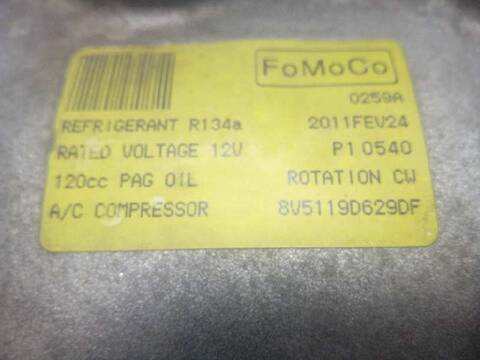 FoMoCo
0259A
REFRIGERANT R134a 2011FEV24
RATED VOLTAGE 12V P10540
120cc PAG OIL ROTATION CW
A/C COMPRESSOR 8V5119D629DF